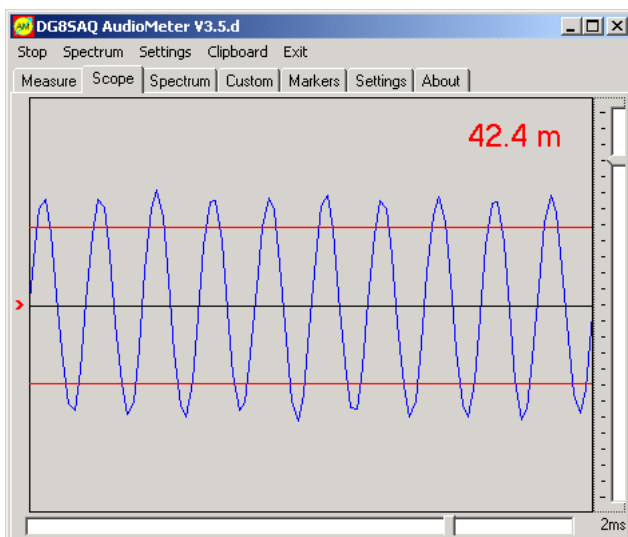 DG8SAQ AudioMeter V3.5.d
Stop Spectrum Settings Clipboard Exit
Measure Scope Spectrum Custom Markers Settings About
42.4 m
2ms